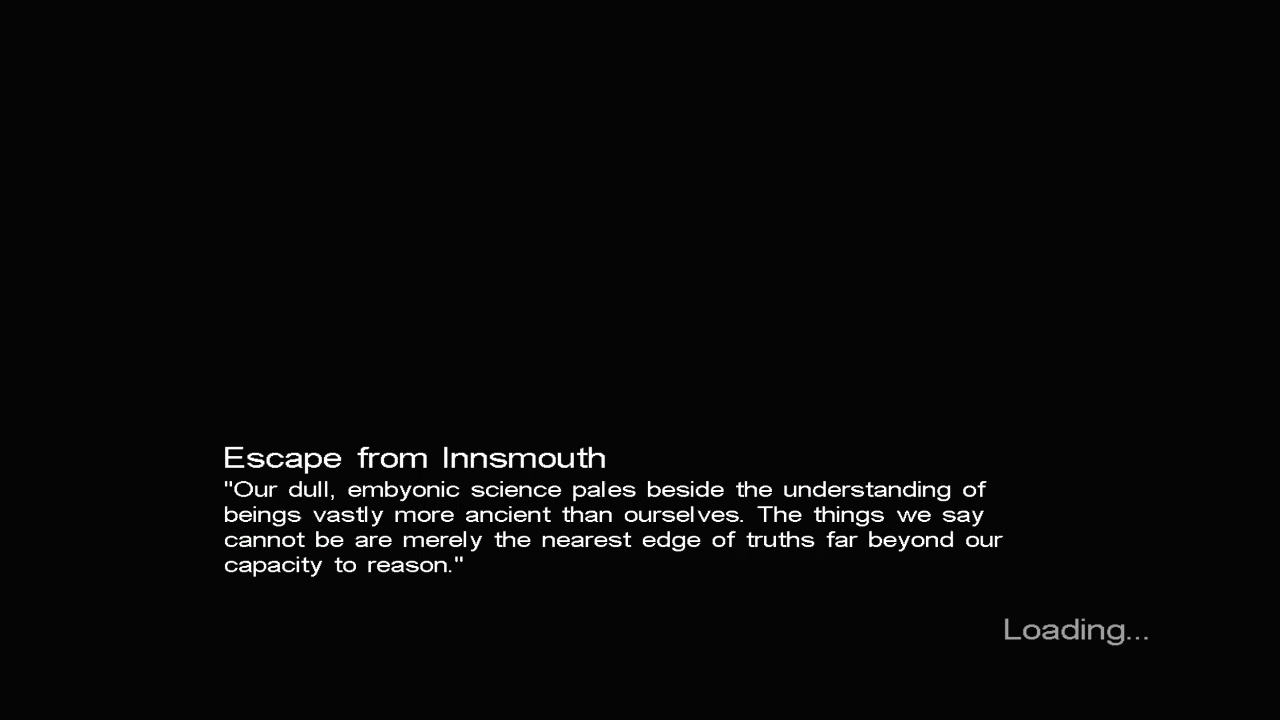 Escape from Innsmouth
"Our dull, embyonic science pales beside the understanding of
beings vastly more ancient than ourselves. The things we say
cannot be are merely the nearest edge of truths far beyond our
capacity to reason."
Loading...